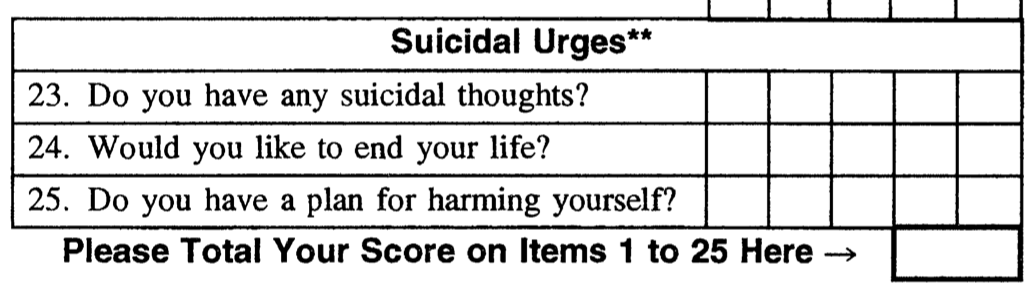 Suicidal Urges**
23. Do you have any suicidal thoughts?
24. Would you like to end your life?
25. Do you have a plan for harming yourself?
Please Total Your Score on Items 1 to 25 Here →